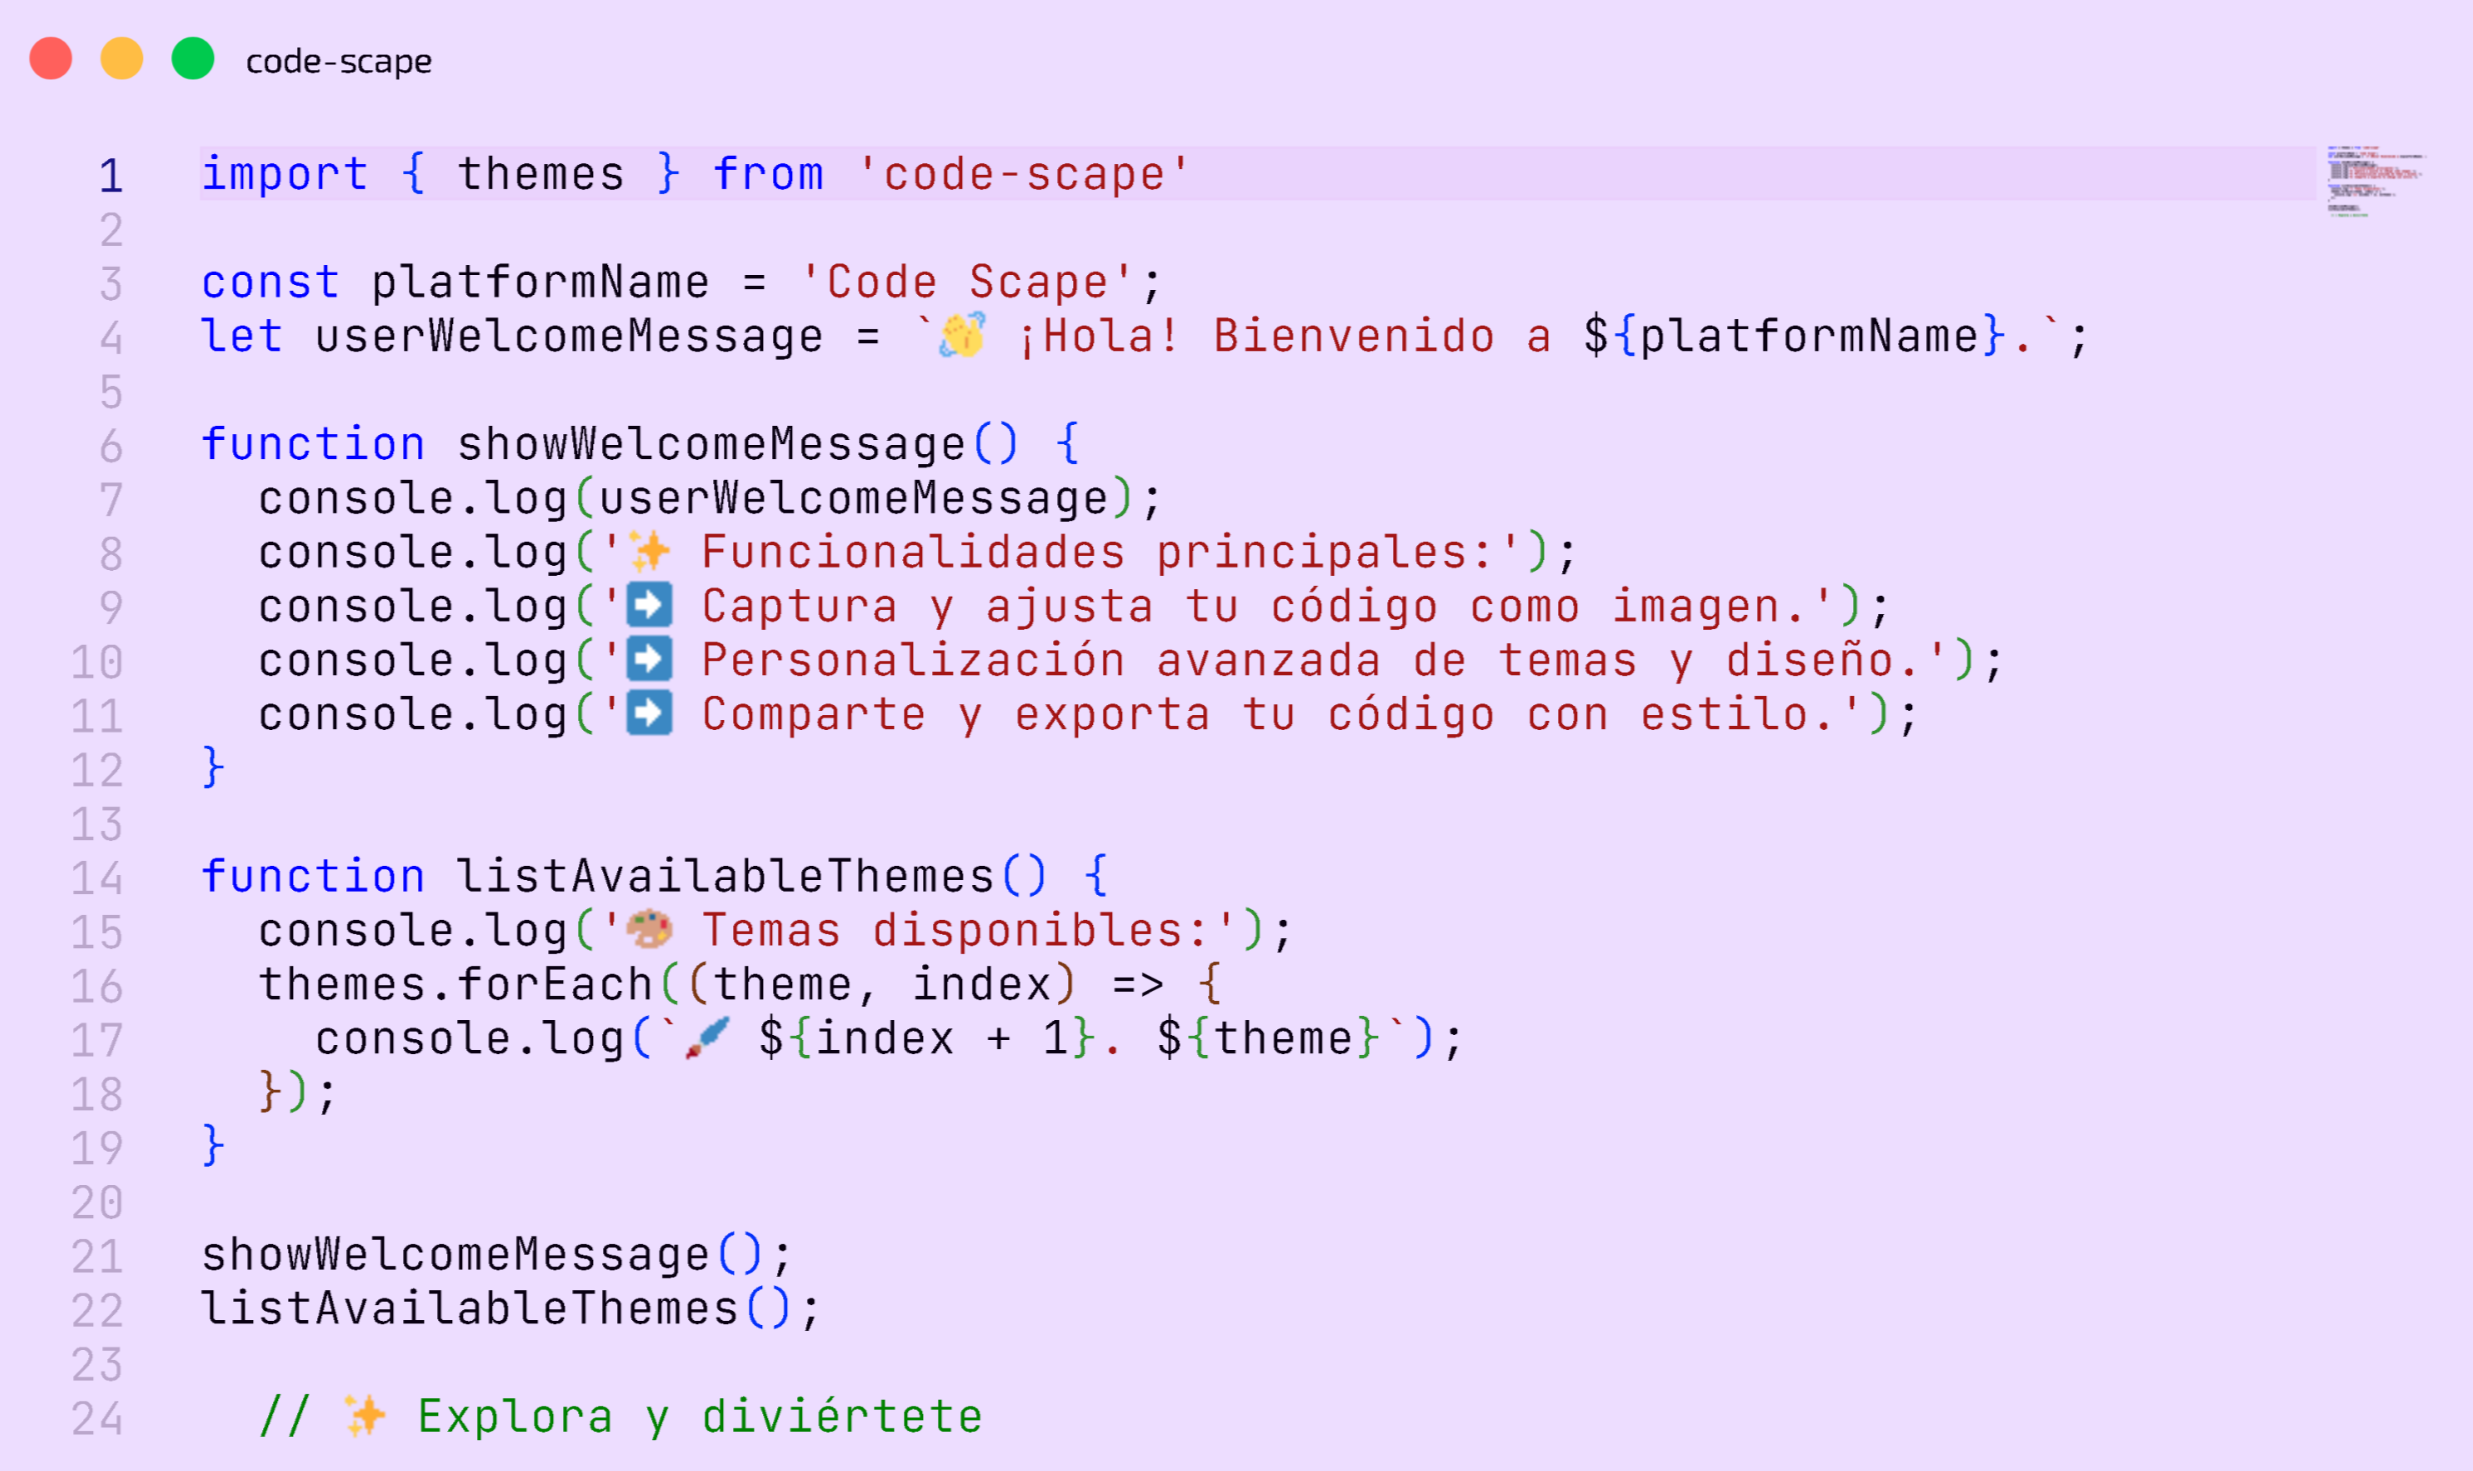 code-scape
1 import { themes } from 'code-scape'
2
3 const platformName = 'Code Scape';
4 let userWelcomeMessage = `👋 ¡Hola! Bienvenido a ${platformName}.`;
5
6 function showWelcomeMessage() {
7   console.log(userWelcomeMessage);
8   console.log('✨ Funcionalidades principales:');
9   console.log('➡️ Captura y ajusta tu código como imagen.');
10   console.log('➡️ Personalización avanzada de temas y diseño.');
11   console.log('➡️ Comparte y exporta tu código con estilo.');
12 }
13
14 function listAvailableThemes() {
15   console.log('🎨 Temas disponibles:');
16   themes.forEach((theme, index) => {
17     console.log(`🖌️ ${index + 1}. ${theme}`);
18   });
19 }
20
21 showWelcomeMessage();
22 listAvailableThemes();
23
24   // ✨ Explora y diviértete